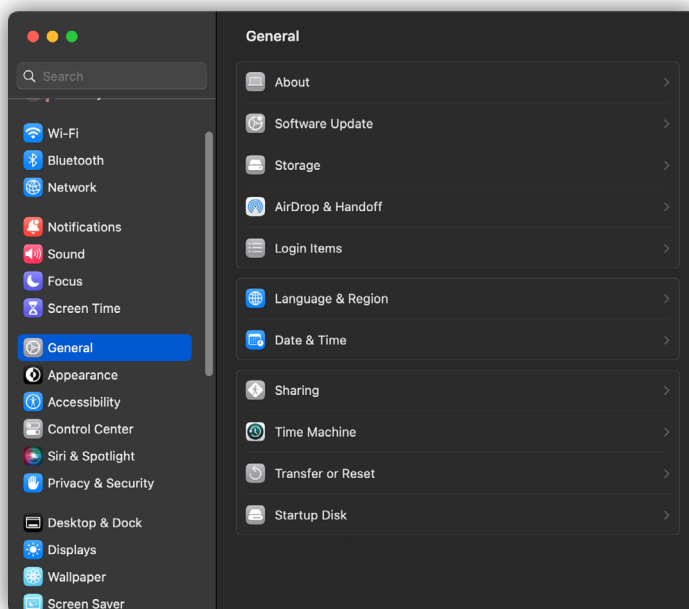 General
Search
Wi-Fi
Bluetooth
Network
Notifications
Sound
Focus
Screen Time
General
Appearance
Accessibility
Control Center
Siri & Spotlight
Privacy & Security
Desktop & Dock
Displays
Wallpaper
Screen Saver
About
Software Update
Storage
AirDrop & Handoff
Login Items
Language & Region
Date & Time
Sharing
Time Machine
Transfer or Reset
Startup Disk